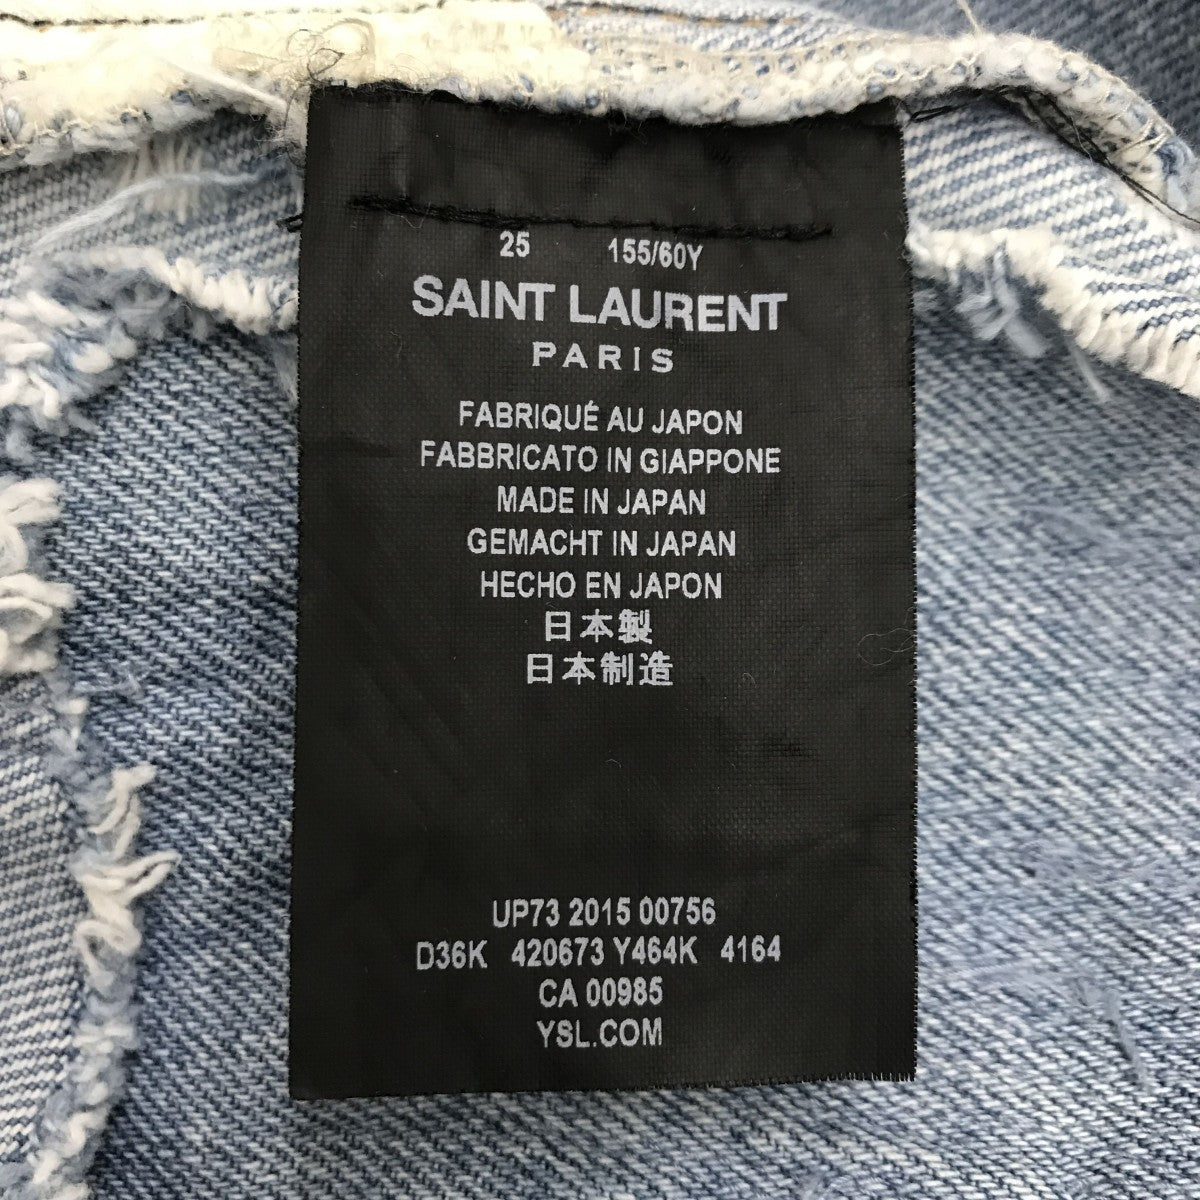 25 155/60Y
SAINT LAURENT
PARIS
FABRIQUÉ AU JAPON
FABBRICATO IN GIAPPONE
MADE IN JAPAN
GEMACHT IN JAPAN
HECHO EN JAPON
日本製
日本制造
UP73 2015 00756
D36K 420673 Y464K 4164
CA 00985
YSL.COM